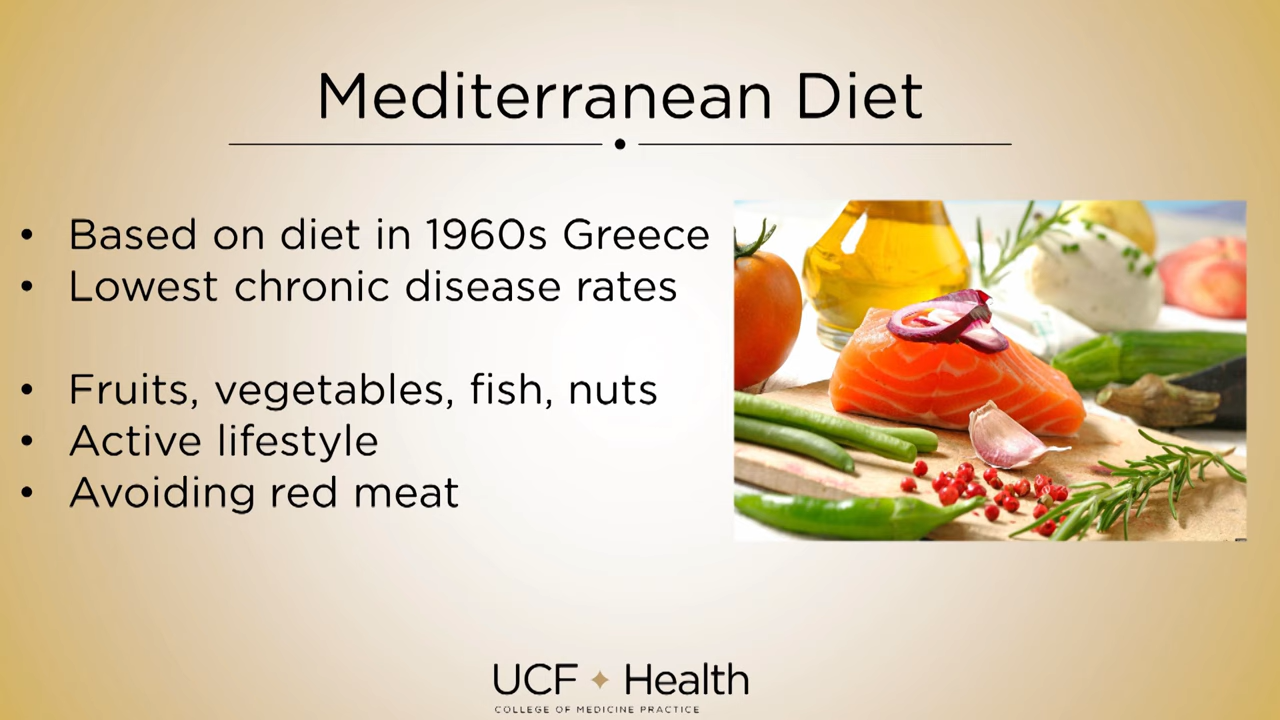 Mediterranean Diet
• Based on diet in 1960s Greece
• Lowest chronic disease rates
• Fruits, vegetables, fish, nuts
• Active lifestyle
• Avoiding red meat
UCF Health
COLLEGE OF MEDICINE PRACTICE